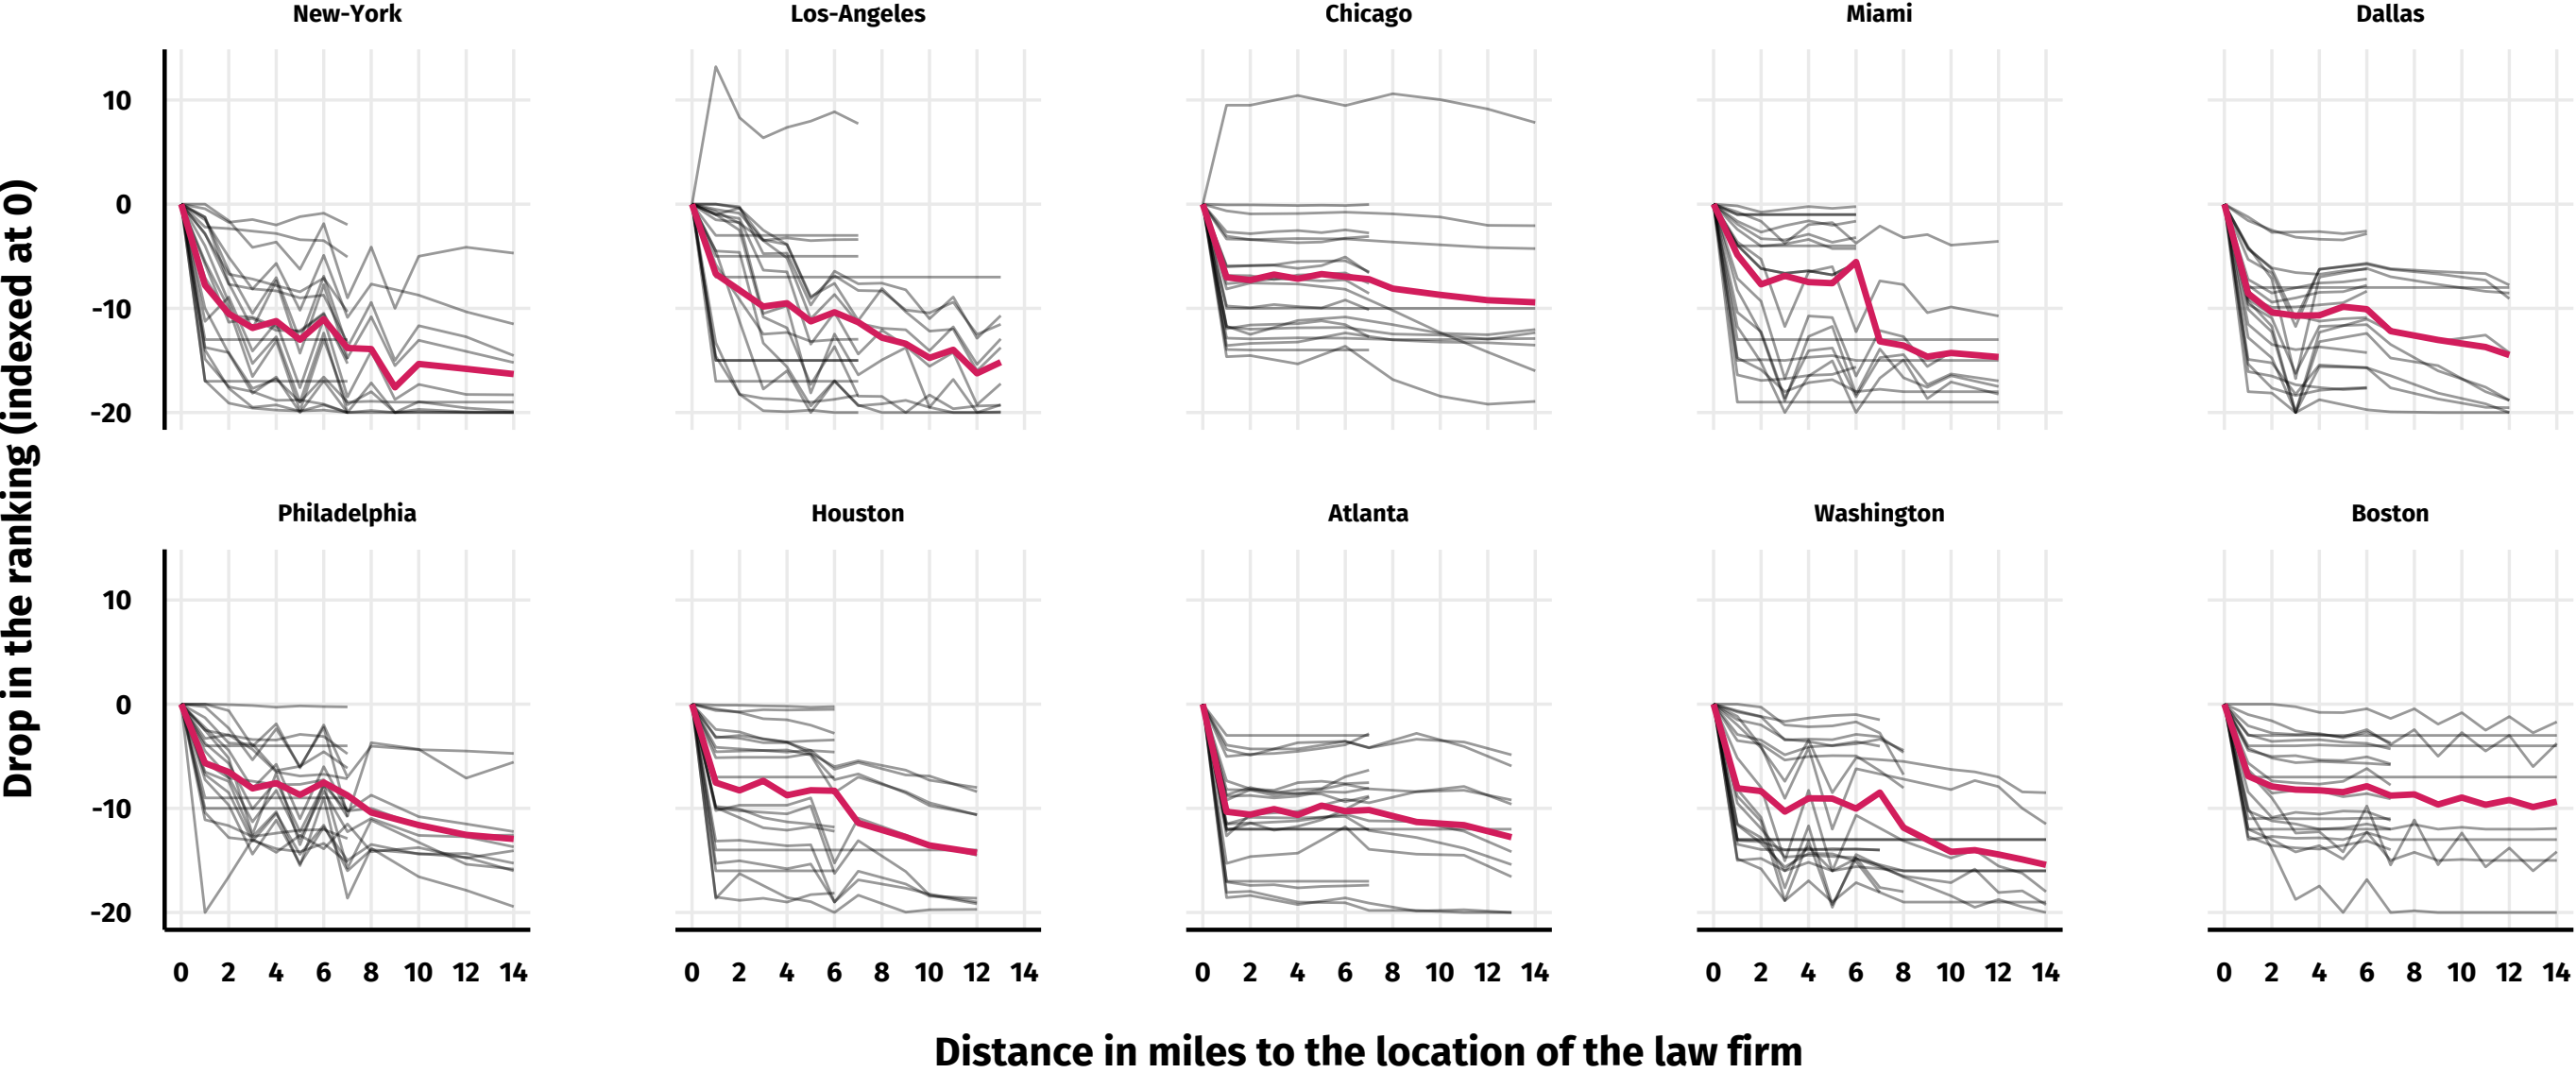 New-York Los-Angeles Chicago Miami Dallas
Drop in the ranking (indexed at 0)
10
0
-10
-20
Philadelphia Houston Atlanta Washington Boston
10
0
-10
-20
0 2 4 6 8 10 12 14 0 2 4 6 8 10 12 14 0 2 4 6 8 10 12 14 0 2 4 6 8 10 12 14 0 2 4 6 8 10 12 14
Distance in miles to the location of the law firm